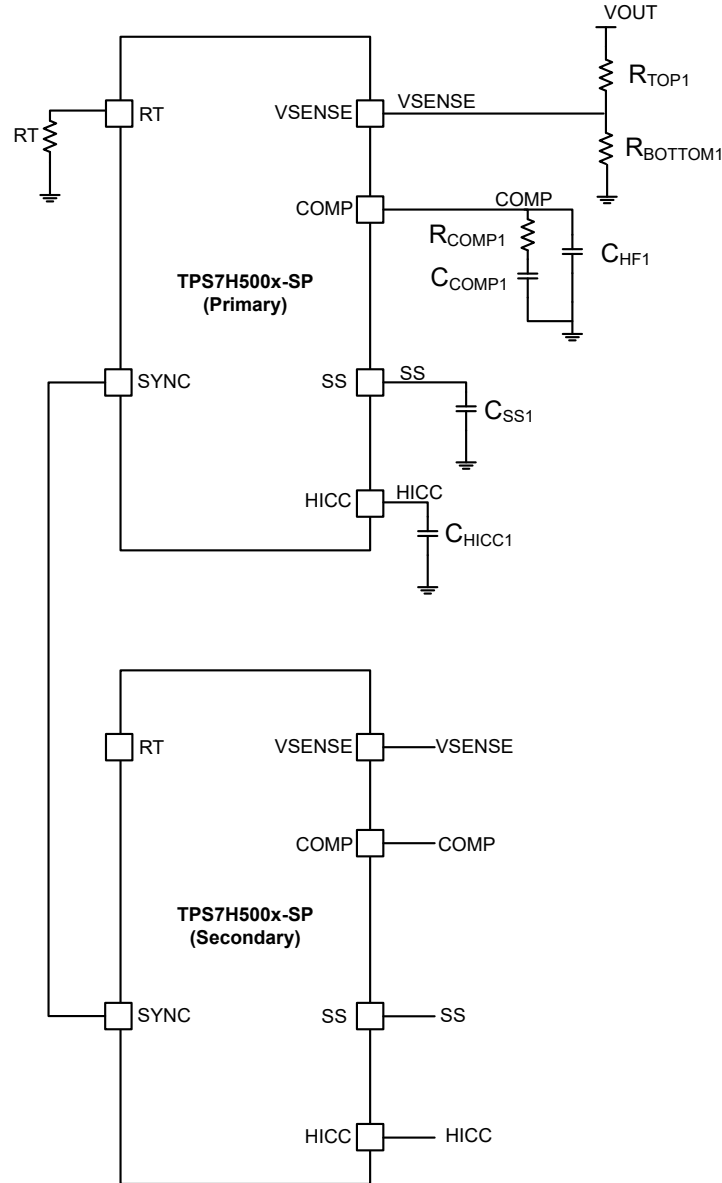 VOUT
RTOP1
RT
RT
VSENSE
VSENSE
RBOTTOM1
COMP
COMP
RCOMP1
CCOMP1
CHF1
TPS7H500x-SP
(Primary)
SYNC
SS
SS
CSS1
HICC
HICC
CHICC1
RT
VSENSE
VSENSE
COMP
COMP
TPS7H500x-SP
(Secondary)
SYNC
SS
SS
HICC
HICC